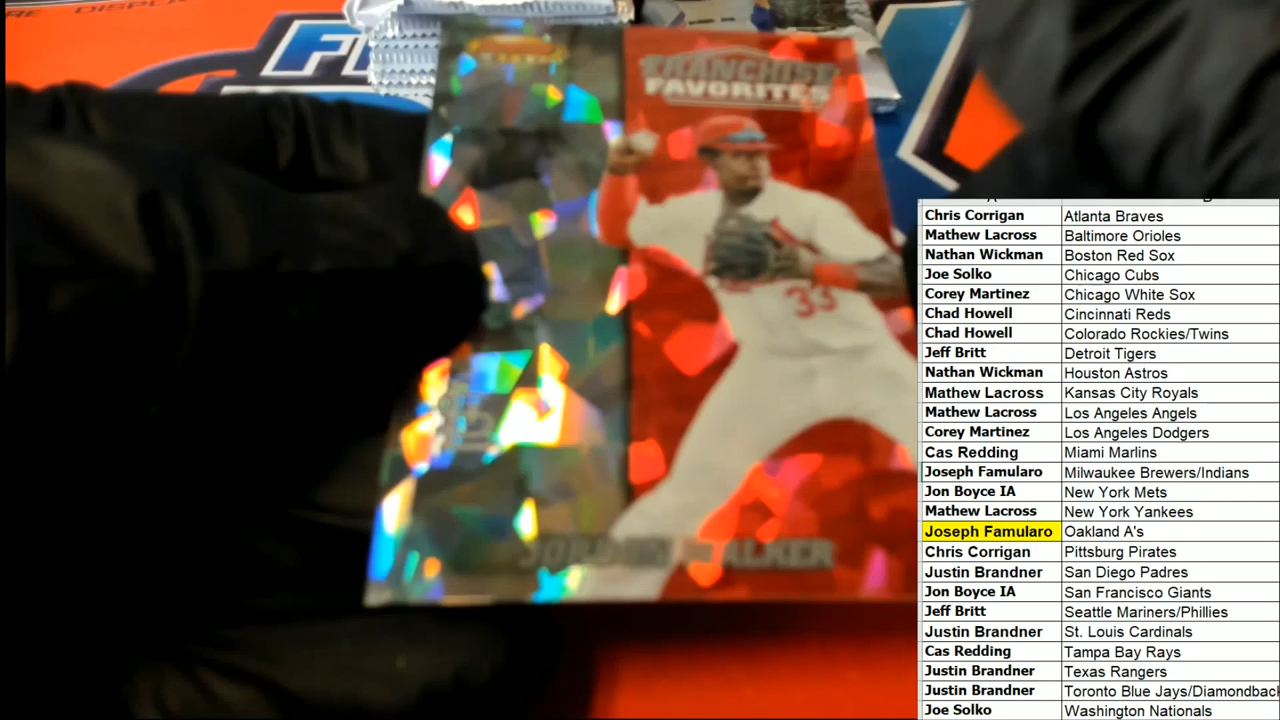 FRANCHISE
FAVORITES
33
WALKER
Chris Corrigan Atlanta Braves
Mathew Lacross Baltimore Orioles
Nathan Wickman Boston Red Sox
Joe Solko Chicago Cubs
Corey Martinez Chicago White Sox
Chad Howell Cincinnati Reds
Chad Howell Colorado Rockies/Twins
Jeff Britt Detroit Tigers
Nathan Wickman Houston Astros
Mathew Lacross Kansas City Royals
Mathew Lacross Los Angeles Angels
Corey Martinez Los Angeles Dodgers
Cas Redding Miami Marlins
Joseph Famularo Milwaukee Brewers/Indians
Jon Boyce IA New York Mets
Mathew Lacross New York Yankees
Joseph Famularo Oakland A's
Chris Corrigan Pittsburg Pirates
Justin Brandner San Diego Padres
Jon Boyce IA San Francisco Giants
Jeff Britt Seattle Mariners/Phillies
Justin Brandner St. Louis Cardinals
Cas Redding Tampa Bay Rays
Justin Brandner Texas Rangers
Justin Brandner Toronto Blue Jays/Diamondback
Joe Solko Washington Nationals